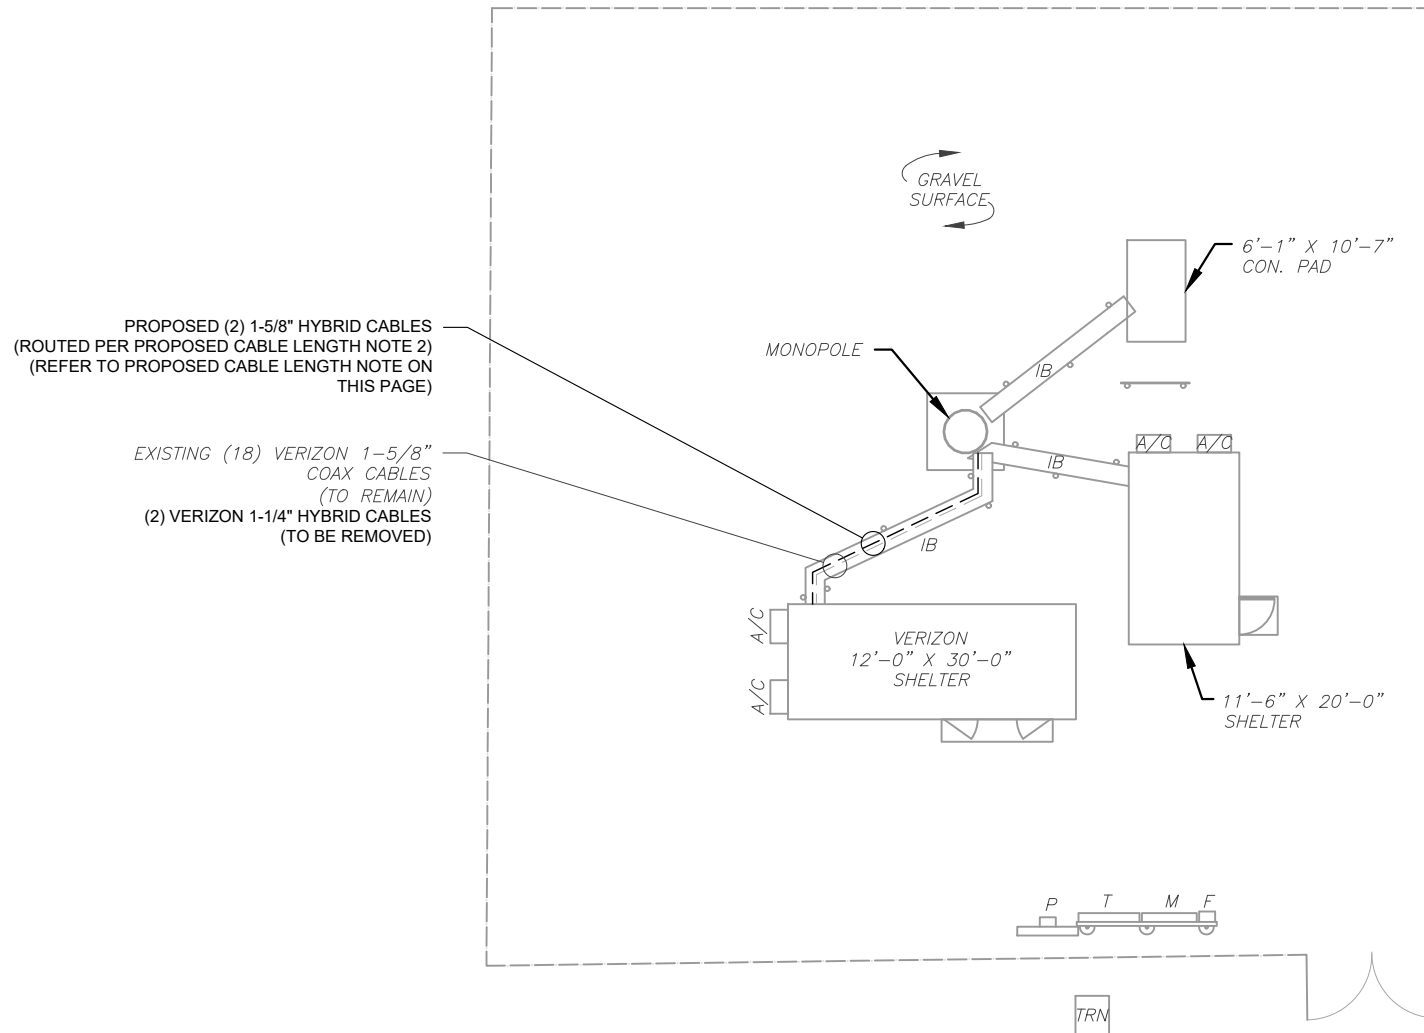 GRAVEL
SURFACE
6'-1" X 10'-7"
CON. PAD
PROPOSED (2) 1-5/8" HYBRID CABLES
(ROUTED PER PROPOSED CABLE LENGTH NOTE 2)
(REFER TO PROPOSED CABLE LENGTH NOTE ON
THIS PAGE)
MONOPOLE
IB
A/C
A/C
EXISTING (18) VERIZON 1-5/8"
COAX CABLES
(TO REMAIN)
(2) VERIZON 1-1/4" HYBRID CABLES
(TO BE REMOVED)
IB
IB
A/C
A/C
VERIZON
12'-0" X 30'-0"
SHELTER
11'-6" X 20'-0"
SHELTER
P
T
M
F
TRN